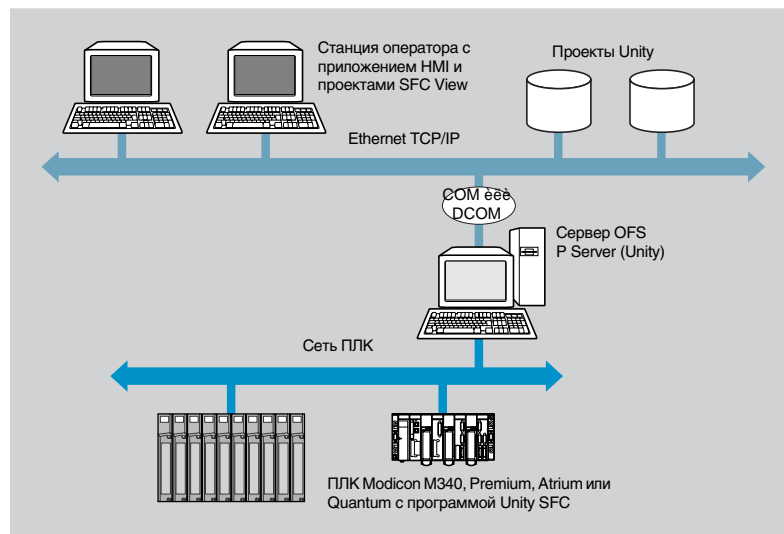 Станция оператора с
приложением HMI и
проектами SFC View
Проекты Unity
Ethernet TCP/IP
COM èëè
DCOM
Сервер OFS
P Server (Unity)
Сеть ПЛК
ПЛК Modicon M340, Premium, Atrium или
Quantum с программой Unity SFC